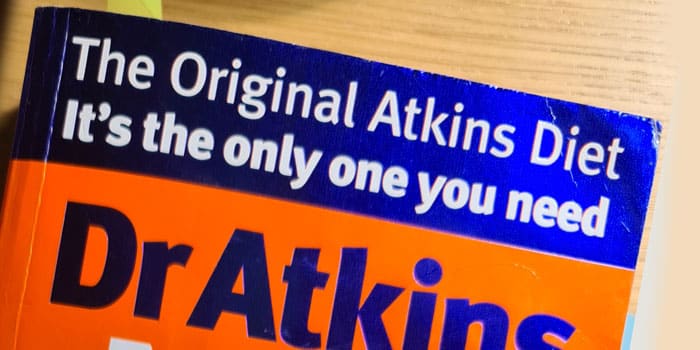 The Original Atkins Diet
It's the only one you need
Dr Atkins